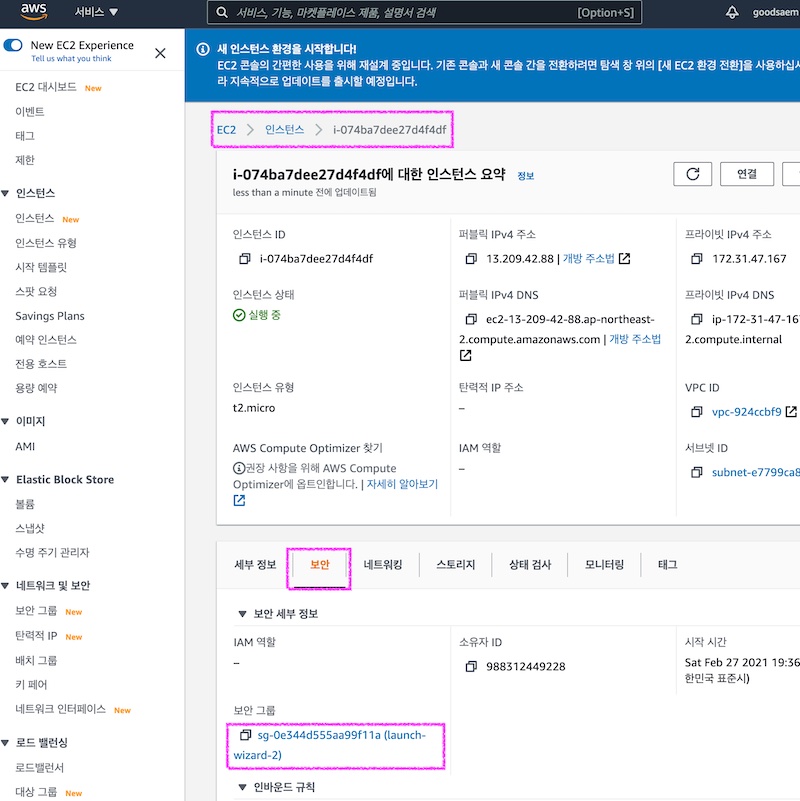 aws 서비스 ▼ 서비스, 기능, 마켓플레이스 제품, 설명서 검색 [Option+S] goodsaem
New EC2 Experience
Tell us what you think
EC2 대시보드 New
이벤트
태그
제한
▼ 인스턴스
인스턴스 New
인스턴스 유형
시작 템플릿
스팟 요청
Savings Plans
예약 인스턴스
전용 호스트
용량 예약
▼ 이미지
AMI
▼ Elastic Block Store
볼륨
스냅샷
수명 주기 관리자
▼ 네트워크 및 보안
보안 그룹 New
탄력적 IP New
배치 그룹
키 페어
네트워크 인터페이스 New
▼ 로드 밸런싱
로드밸런서
대상 그룹 New
새 인스턴스 환경을 시작합니다!
EC2 콘솔의 간편한 사용을 위해 재설계 중입니다. 기존 콘솔과 새 콘솔 간을 전환하려면 탐색 창 위의 [새 EC2 환경 전환]을 사용하십시
라 지속적으로 업데이트를 출시할 예정입니다.
EC2 > 인스턴스 > i-074ba7dee27d4f4df
i-074ba7dee27d4f4df에 대한 인스턴스 요약 정보
연결
less than a minute 전에 업데이트됨
인스턴스 ID
i-074ba7dee27d4f4df
퍼블릭 IPv4 주소
13.209.42.88 | 개방 주소법
프라이빗 IPv4 주소
172.31.47.167
인스턴스 상태
실행 중
퍼블릭 IPv4 DNS
ec2-13-209-42-88.ap-northeast-
2.compute.amazonaws.com | 개방 주소법
프라이빗 IPv4 DNS
ip-172-31-47-167
2.compute.internal
인스턴스 유형
t2.micro
탄력적 IP 주소
–
VPC ID
vpc-924ccbf9
AWS Compute Optimizer 찾기
권장 사항을 위해 AWS Compute
Optimizer에 옵트인합니다. | 자세히 알아보기
IAM 역할
–
서브넷 ID
subnet-e7799ca8
세부 정보 보안 네트워킹 스토리지 상태 검사 모니터링 태그
▼ 보안 세부 정보
IAM 역할
–
소유자 ID
988312449228
시작 시간
Sat Feb 27 2021 19:36
한민국 표준시)
보안 그룹
sg-0e344d555aa99f11a (launch-
wizard-2)
▼ 인바운드 규칙